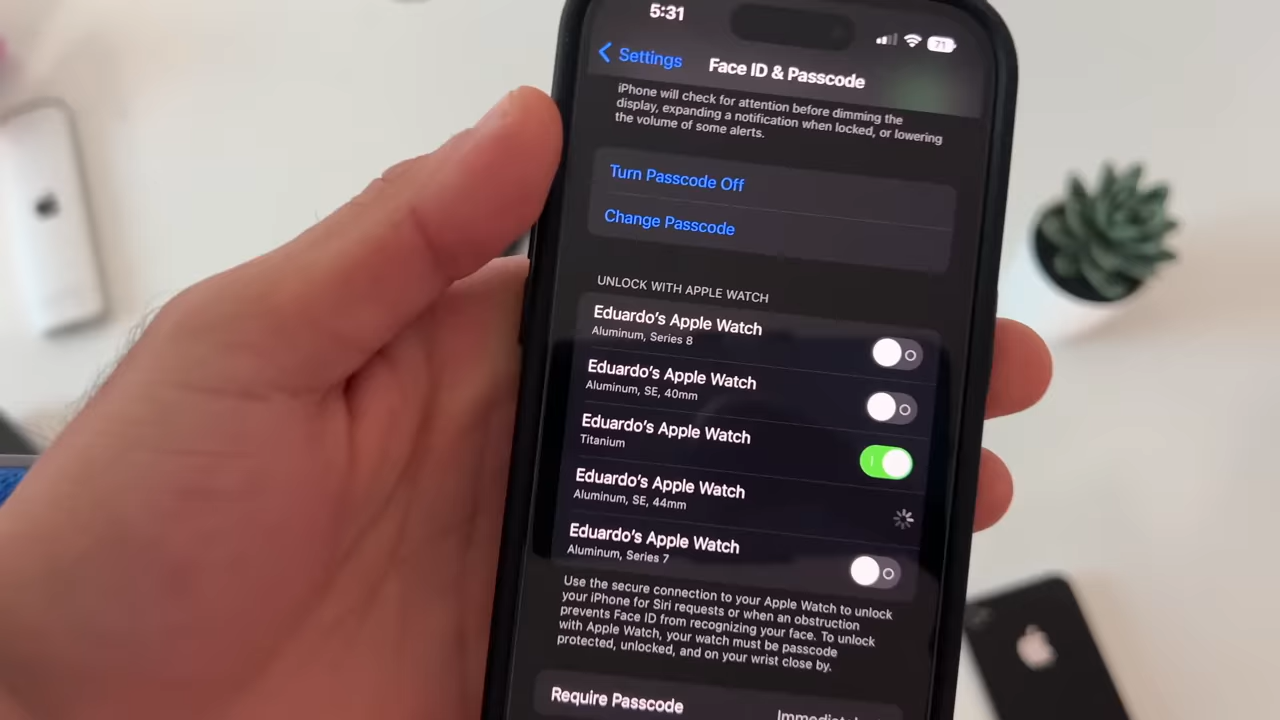 5:31
71
Settings
Face ID & Passcode
iPhone will check for attention before dimming the
display, expanding a notification when locked, or lowering
the volume of some alerts.
Turn Passcode Off
Change Passcode
UNLOCK WITH APPLE WATCH
Eduardo's Apple Watch
Aluminum, Series 8
Eduardo's Apple Watch
Aluminum, SE, 40mm
Eduardo's Apple Watch
Titanium
Eduardo's Apple Watch
Aluminum, SE, 44mm
Eduardo's Apple Watch
Aluminum, Series 7
Use the secure connection to your Apple Watch to unlock
your iPhone for Siri requests or when an obstruction
prevents Face ID from recognizing your face. To unlock
with Apple Watch, your watch must be passcode
protected, unlocked, and on your wrist close by.
Require Passcode